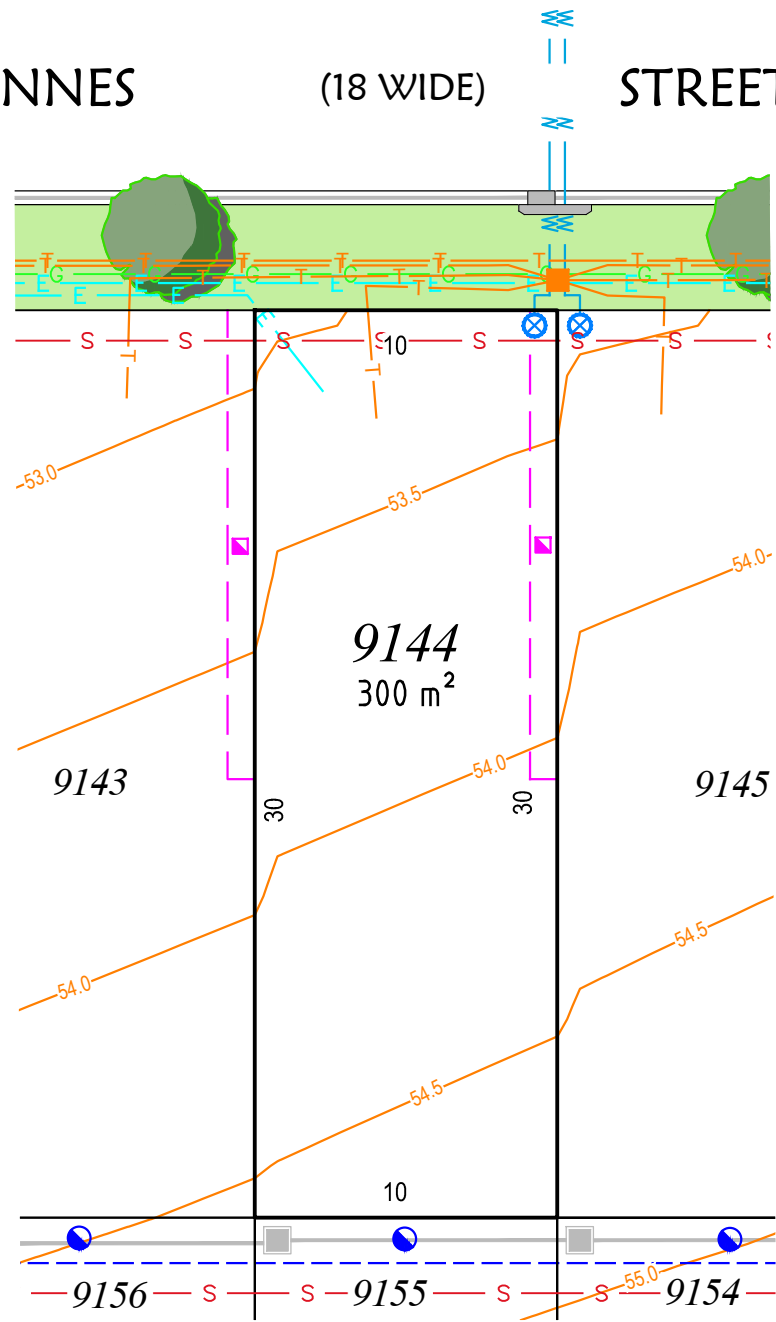 NNES (18 WIDE) STREET
T T T T T T T
G G G G G
E E E E E E
E E
E
T T T
S S S S S S S S
10
53.0
53.5
54.0
9144
300 m²
54.0
9143 9145
30 30
54.5
54.0
54.5
10
55.0
9156 S S 9155 S S 9154